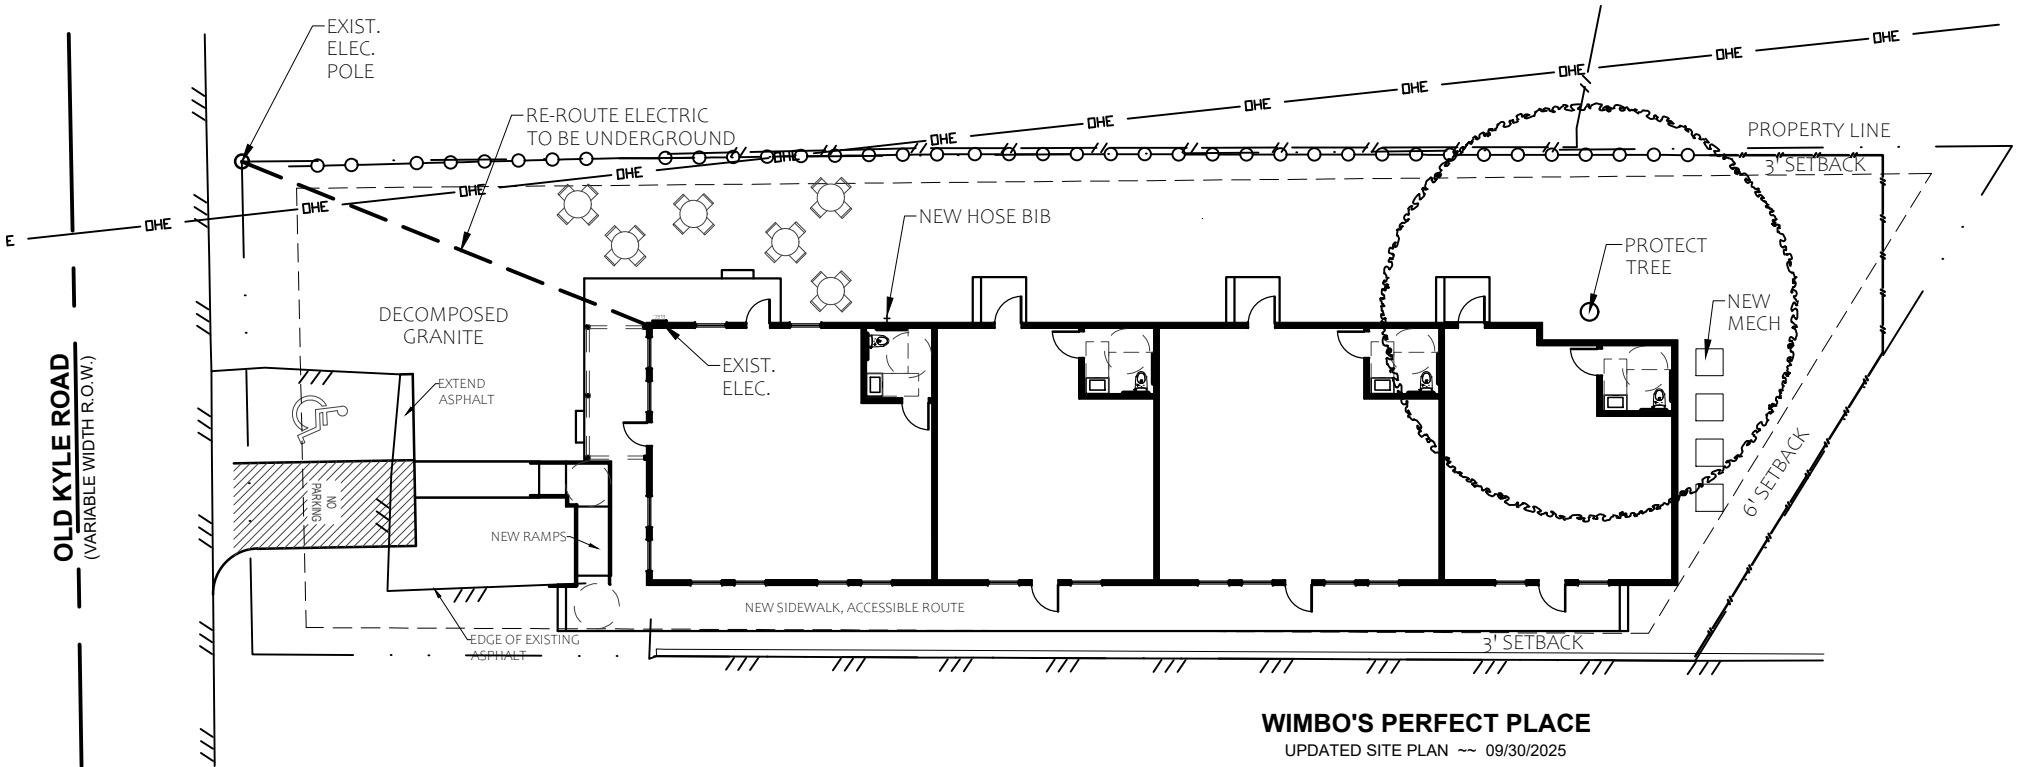 EXIST.
ELEC.
POLE
RE-ROUTE ELECTRIC
TO BE UNDERGROUND
OHE
OHE
OHE
OHE
OHE
OHE
OHE
OHE
OHE
OHE
OHE
OHE
E
PROPERTY LINE
3' SETBACK
NEW HOSE BIB
PROTECT
TREE
NEW
MECH
DECOMPOSED
GRANITE
EXIST.
ELEC.
EXTEND
ASPHALT
OLD KYLE ROAD
(VARIABLE WIDTH R.O.W.)
NO
PARKING
NEW RAMPS
6' SETBACK
NEW SIDEWALK, ACCESSIBLE ROUTE
EDGE OF EXISTING
ASPHALT
3' SETBACK
WIMBO'S PERFECT PLACE
UPDATED SITE PLAN ~~ 09/30/2025